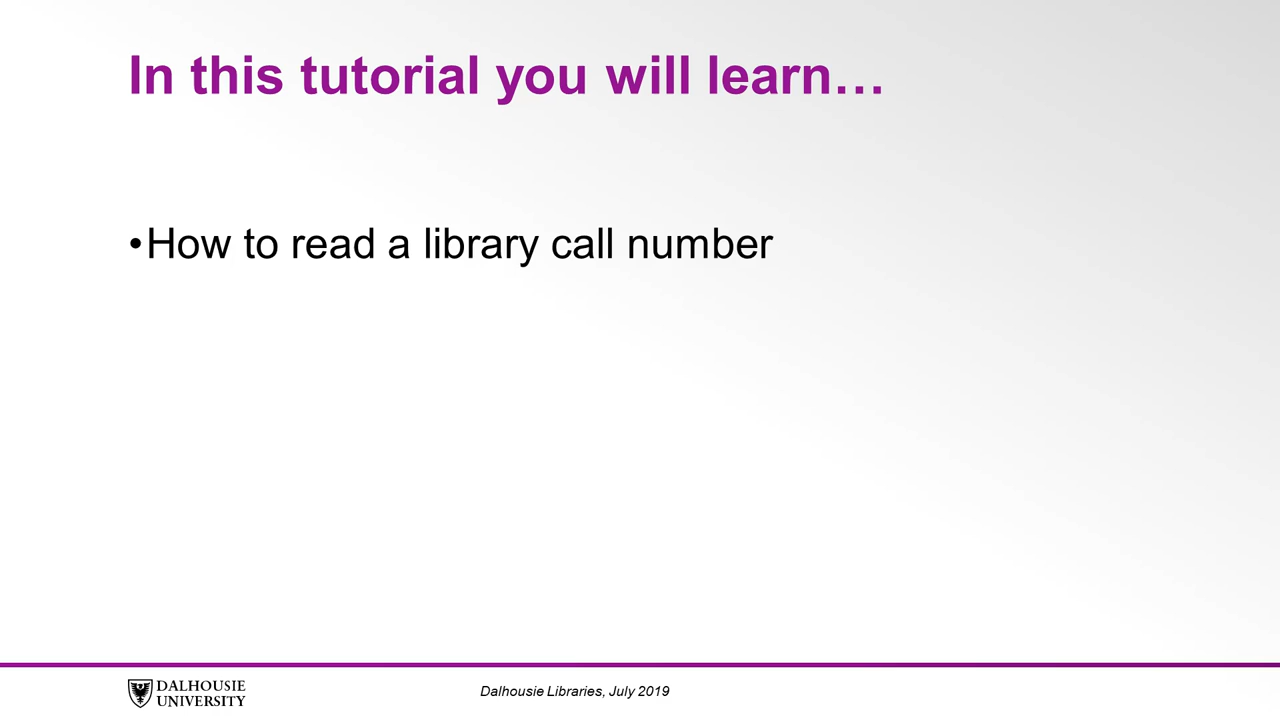 In this tutorial you will learn…
•How to read a library call number
DALHOUSIE
UNIVERSITY
Dalhousie Libraries, July 2019